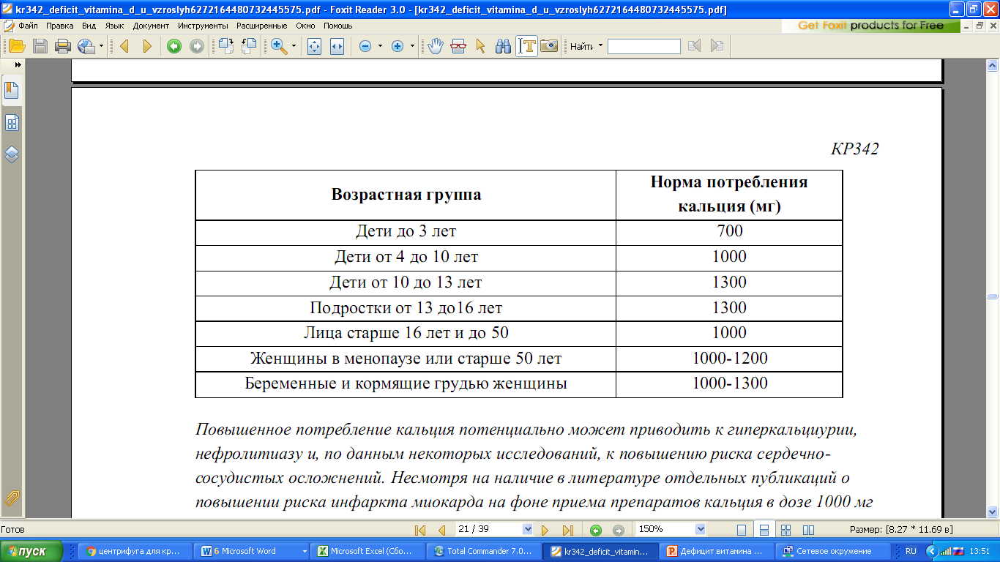 kr342_deficit_vitamina_d_u_vzroslyh6272164480732445575.pdf - Foxit Reader 3.0 - [kr342_deficit_vitamina_d_u_vzroslyh6272164480732445575.pdf]
Файл Правка Вид Язык Документ Инструменты Расширенные Окно Помощь
Get Foxit products for Free
Найти
КР342
Возрастная группа
Норма потребления
кальция (мг)
Дети до 3 лет 700
Дети от 4 до 10 лет 1000
Дети от 10 до 13 лет 1300
Подростки от 13 до16 лет 1300
Лица старше 16 лет и до 50 1000
Женщины в менопаузе или старше 50 лет 1000-1200
Беременные и кормящие грудью женщины 1000-1300
Повышенное потребление кальция потенциально может приводить к гиперкальциурии,
нефролитиазу и, по данным некоторых исследований, к повышению риска сердечно-
сосудистых осложнений. Несмотря на наличие в литературе отдельных публикаций о
повышении риска инфаркта миокарда на фоне приема препаратов кальция в дозе 1000 мг
Готов 21 / 39 150% Размер: [8.27 * 11.69 в]
пуск центрифуга для кр... 6 Microsoft Word Microsoft Excel (Сбо... Total Commander 7.0... kr342_deficit_vitamin... Дефицит витамина ... Сетевое окружение RU 13:51